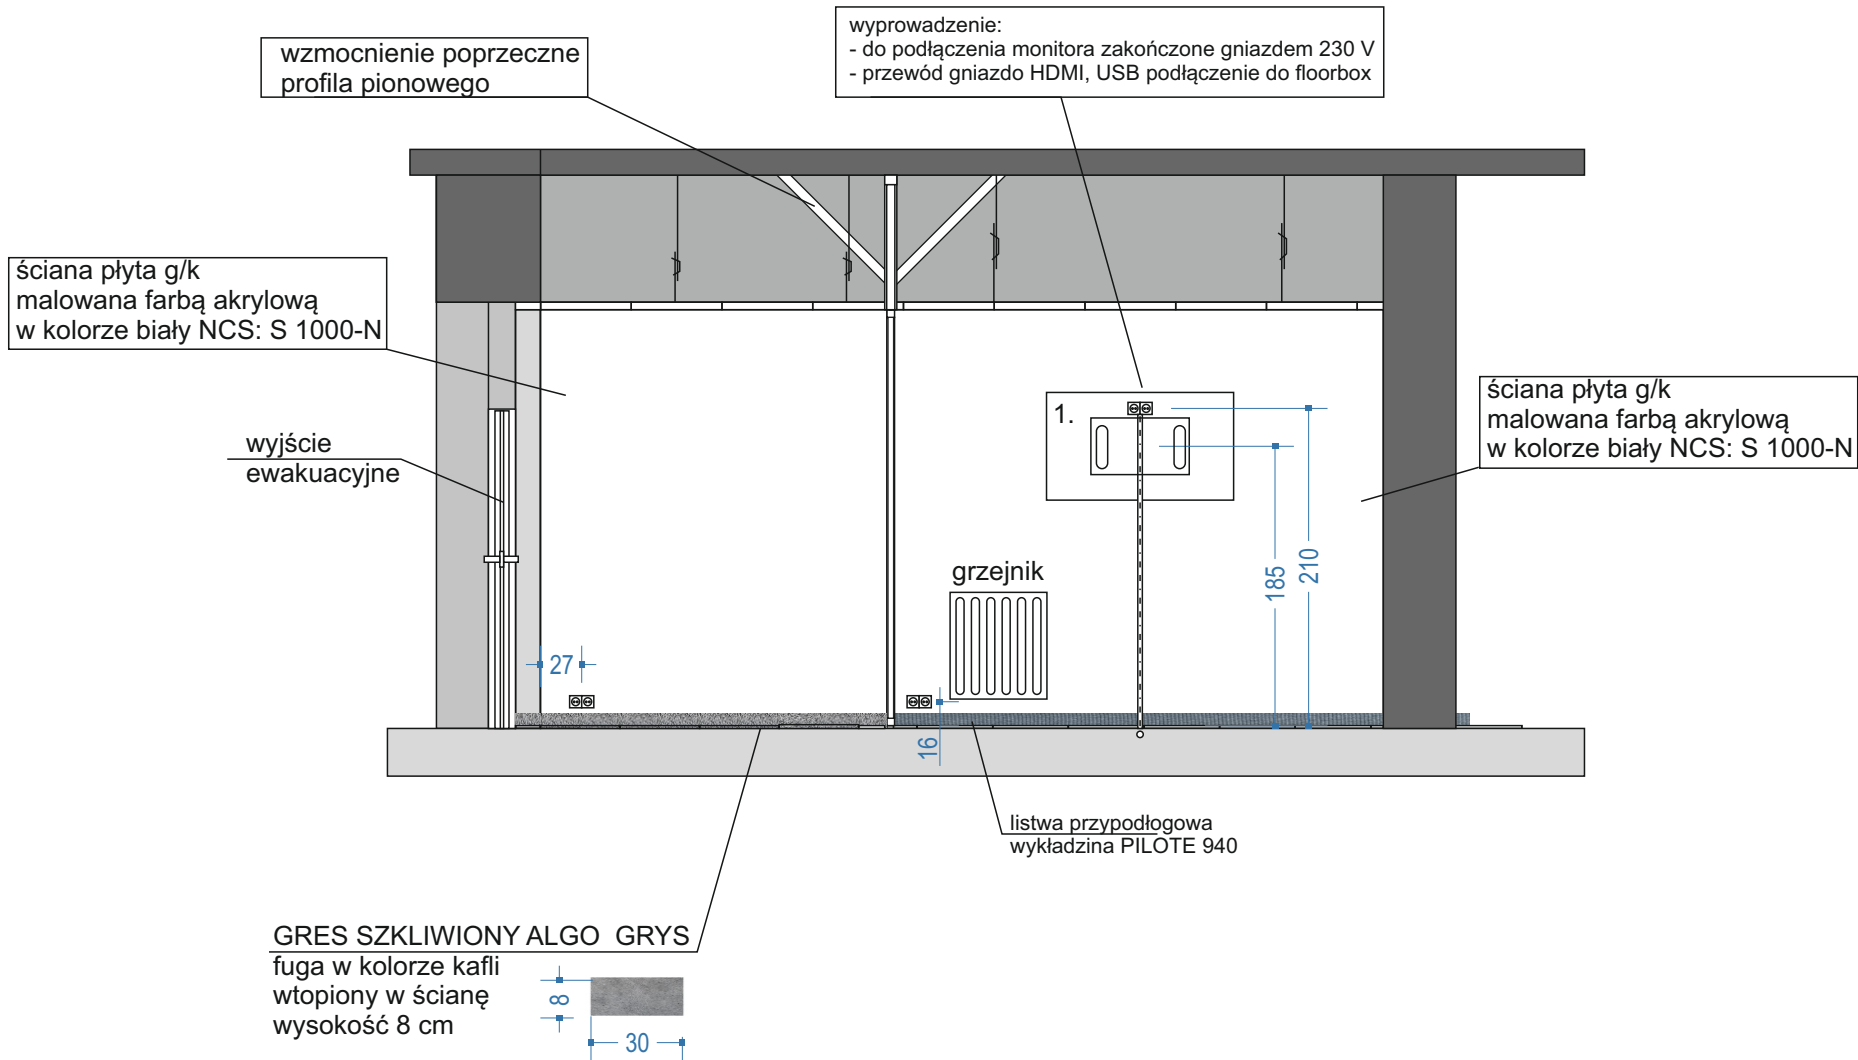 wzmocnienie poprzeczne
profila pionowego
wyprowadzenie:
- do podłączenia monitora zakończone gniazdem 230 V
- przewód gniazdo HDMI, USB podłączenie do floorbox
ściana płyta g/k
malowana farbą akrylową
w kolorze biały NCS: S 1000-N
ściana płyta g/k
malowana farbą akrylową
w kolorze biały NCS: S 1000-N
wyjście
ewakuacyjne
1.
210
185
grzejnik
27
16
listwa przypodłogowa
wykładzina PILOTE 940
GRES SZKLIWIONY ALGO GRYS
fuga w kolorze kafli
wtopiony w ścianę
wysokość 8 cm
8
30